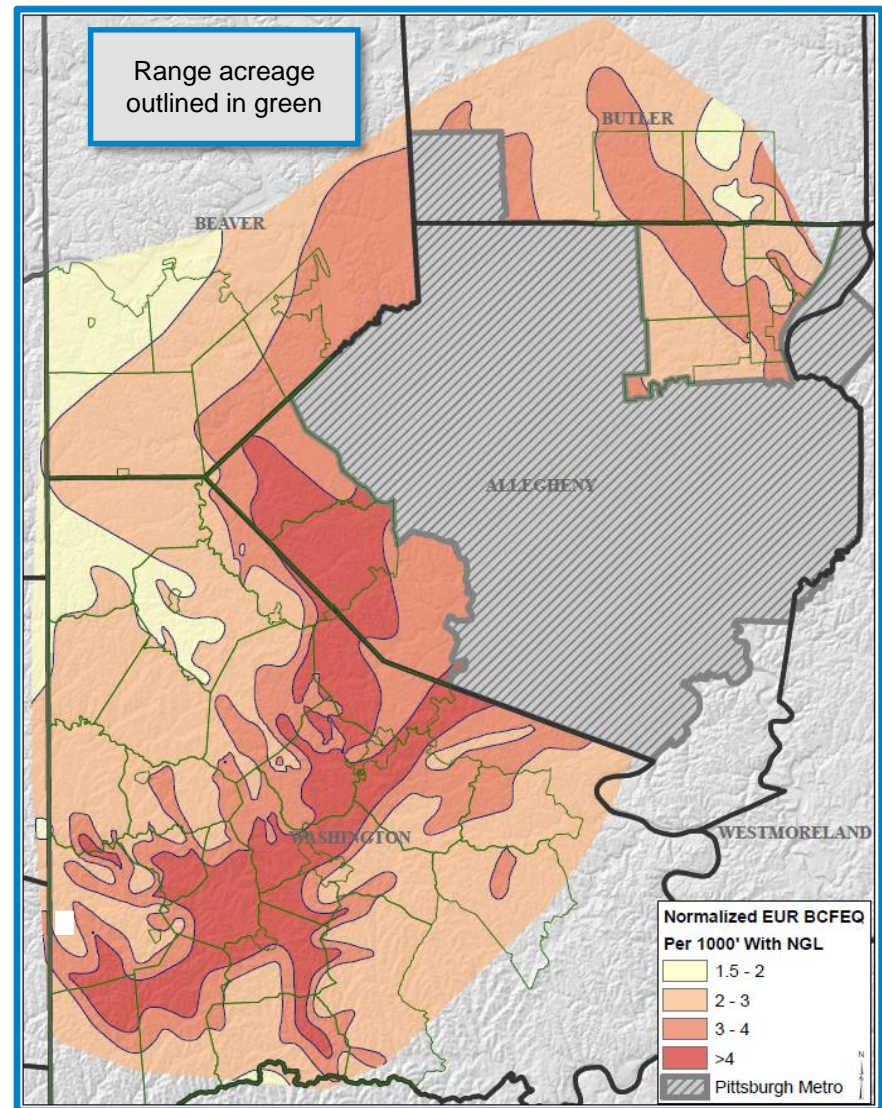 Range acreage
outlined in green
BUTLER
BEAVER
ALLEGHENY
WASHINGTON
WESTMORELAND
Normalized EUR BCFEQ
Per 1000' With NGL
1.5 - 2
2 - 3
3 - 4
>4
Pittsburgh Metro
N